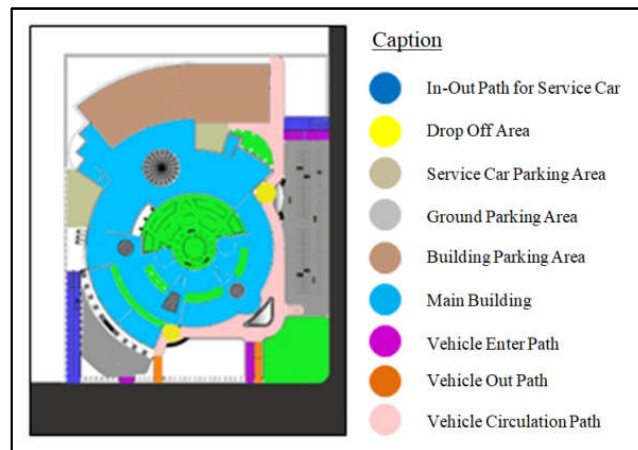 Caption
In-Out Path for Service Car
Drop Off Area
Service Car Parking Area
Ground Parking Area
Building Parking Area
Main Building
Vehicle Enter Path
Vehicle Out Path
Vehicle Circulation Path